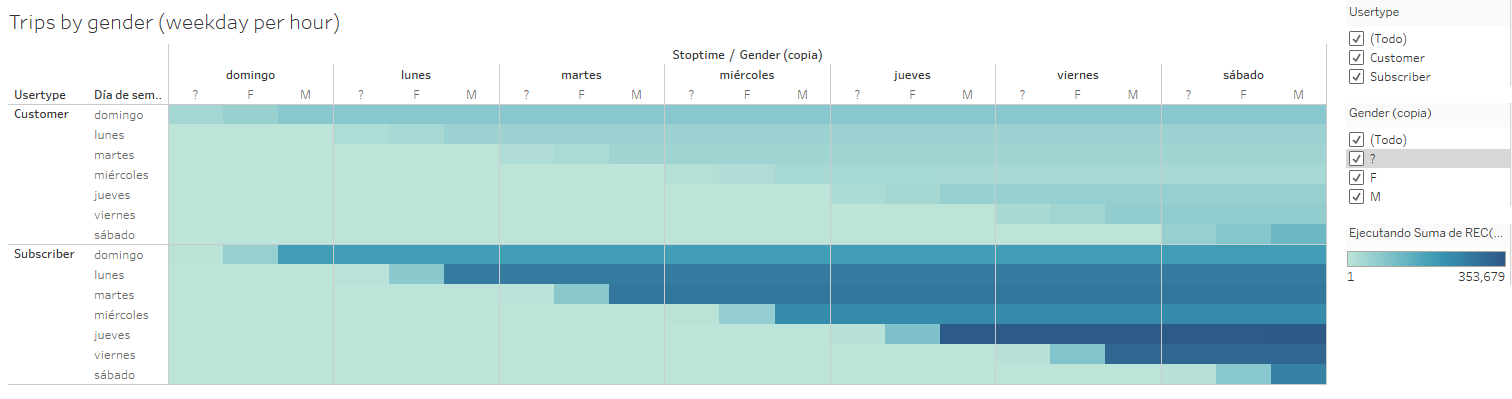 Trips by gender (weekday per hour)
Stoptime / Gender (copia)
domingo lunes martes miércoles jueves viernes sábado
Usertype Día de sem.. ? F M ? F M ? F M ? F M ? F M ? F M ? F M
Customer domingo
lunes
martes
miércoles
jueves
viernes
sábado
Subscriber domingo
lunes
martes
miércoles
jueves
viernes
sábado
Usertype
(Todo)
Customer
Subscriber
Gender (copia)
(Todo)
?
F
M
Ejecutando Suma de REC(...
1 353,679